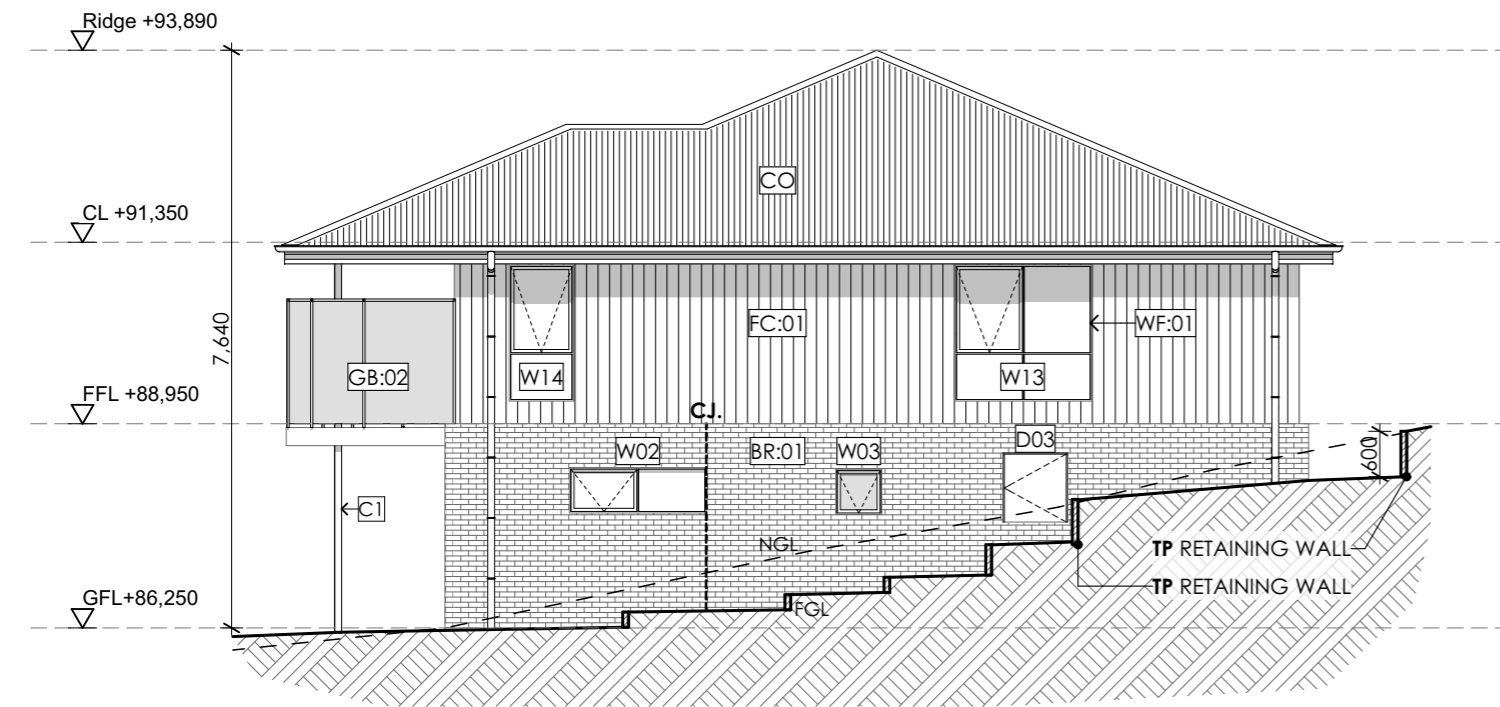 Ridge +93,890
CO
CL +91,350
7,640
FC:01
WF:01
GB:02
W14
W13
FFL +88,950
CJ.
W02
BR:01
W03
D03
600
C1
NGL
TP RETAINING WALL
TP RETAINING WALL
GFL+86,250
FGL